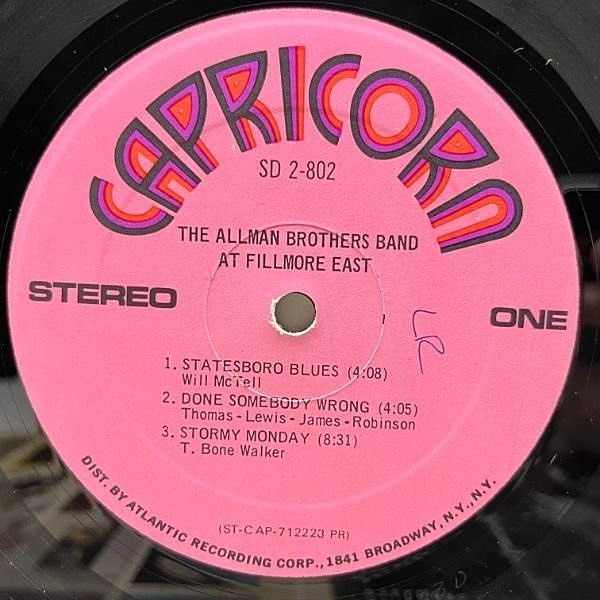 CAPRICORN
SD 2-802
THE ALLMAN BROTHERS BAND
AT FILLMORE EAST
STEREO
ONE
LR
1. STATESBORO BLUES (4:08)
Will McTell
2. DONE SOMEBODY WRONG (4:05)
Thomas-Lewis-James-Robinson
3. STORMY MONDAY (8:31)
T. Bone Walker
(ST-CAP-712223 PR)
DIST. BY ATLANTIC RECORDING CORP., 1841 BROADWAY, N.Y., N.Y.